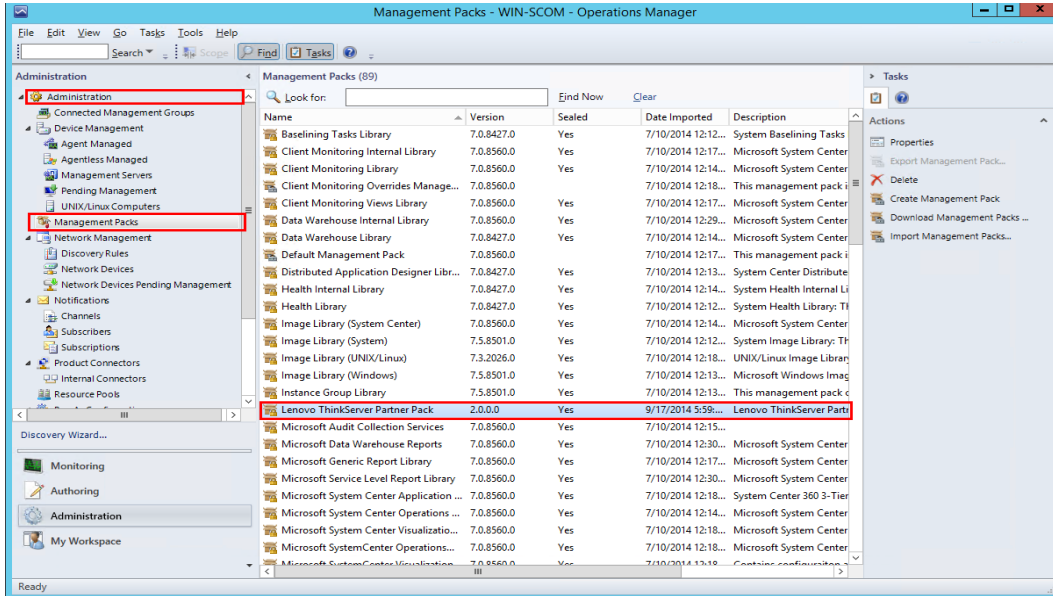 Management Packs - WIN-SCOM - Operations Manager
File Edit View Go Tasks Tools Help
Search Scope Find Tasks
Administration
Administration
Connected Management Groups
Device Management
Agent Managed
Agentless Managed
Management Servers
Pending Management
UNIX/Linux Computers
Management Packs
Network Management
Discovery Rules
Network Devices
Network Devices Pending Management
Notifications
Channels
Subscribers
Subscriptions
Product Connectors
Internal Connectors
Resource Pools
Discovery Wizard...
Monitoring
Authoring
Administration
My Workspace
Management Packs (89)
Look for: Find Now Clear
Name Version Sealed Date Imported Description
Baselining Tasks Library 7.0.8427.0 Yes 7/10/2014 12:12... System Baselining Tasks
Client Monitoring Internal Library 7.0.8560.0 Yes 7/10/2014 12:17... Microsoft System Center
Client Monitoring Library 7.0.8560.0 Yes 7/10/2014 12:14... Microsoft System Center
Client Monitoring Overrides Manage... 7.0.8560.0 7/10/2014 12:18... This management pack i
Client Monitoring Views Library 7.0.8560.0 Yes 7/10/2014 12:17... Microsoft System Center
Data Warehouse Internal Library 7.0.8560.0 Yes 7/10/2014 12:29... Microsoft System Center
Data Warehouse Library 7.0.8427.0 Yes 7/10/2014 12:14... Microsoft System Center
Default Management Pack 7.0.8560.0 7/10/2014 12:17... This management pack i
Distributed Application Designer Libr... 7.0.8427.0 Yes 7/10/2014 12:13... System Center Distribute
Health Internal Library 7.0.8427.0 Yes 7/10/2014 12:14... System Health Internal Li
Health Library 7.0.8427.0 Yes 7/10/2014 12:12... System Health Library: Th
Image Library (System Center) 7.0.8560.0 Yes 7/10/2014 12:14... Microsoft System Center
Image Library (System) 7.5.8501.0 Yes 7/10/2014 12:12... System Image Library: Th
Image Library (UNIX/Linux) 7.3.2026.0 Yes 7/10/2014 12:18... UNIX/Linux Image Librar
Image Library (Windows) 7.5.8501.0 Yes 7/10/2014 12:13... Microsoft Windows Imag
Instance Group Library 7.5.8501.0 Yes 7/10/2014 12:13... This management pack c
Lenovo ThinkServer Partner Pack 2.0.0.0 Yes 9/17/2014 5:59:... Lenovo ThinkServer Partn
Microsoft Audit Collection Services 7.0.8560.0 Yes 7/10/2014 12:15...
Microsoft Data Warehouse Reports 7.0.8560.0 Yes 7/10/2014 12:30... Microsoft System Center
Microsoft Generic Report Library 7.0.8560.0 Yes 7/10/2014 12:17... Microsoft System Center
Microsoft Service Level Report Library 7.0.8560.0 Yes 7/10/2014 12:30... Microsoft System Center
Microsoft System Center Application ... 7.0.8560.0 Yes 7/10/2014 12:18... System Center 360 3-Tier
Microsoft System Center Operations ... 7.0.8560.0 Yes 7/10/2014 12:14... Microsoft System Center
Microsoft System Center Visualizatio... 7.0.8560.0 Yes 7/10/2014 12:18... Microsoft System Center
Microsoft SystemCenter Operations... 7.0.8560.0 Yes 7/10/2014 12:18... Microsoft System Center
Microsoft SystemCenter Visualization 7.0.8560.0 Yes 7/10/2014 12:18
Tasks
Actions
Properties
Export Management Pack...
Delete
Create Management Pack
Download Management Packs ...
Import Management Packs...
Ready